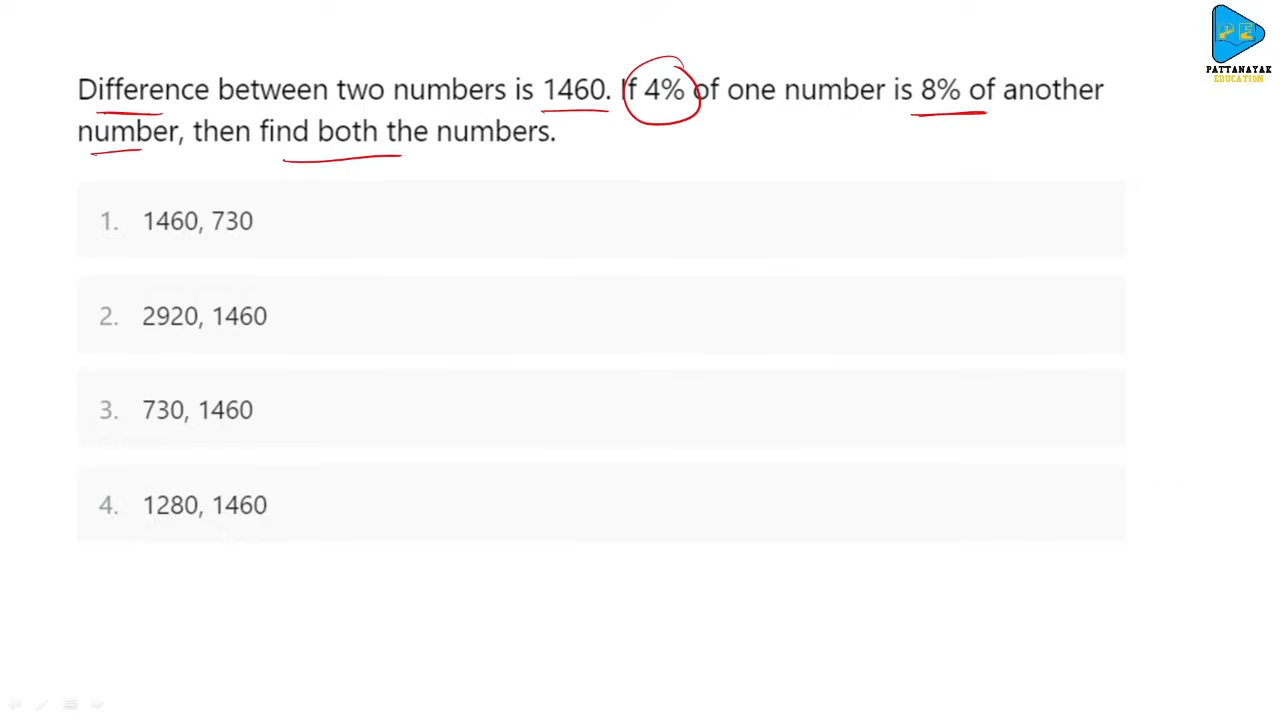 PE
PATTANAYAK
EDUCATION
Difference between two numbers is 1460. If 4% of one number is 8% of another
number, then find both the numbers.
1. 1460, 730
2. 2920, 1460
3. 730, 1460
4. 1280, 1460